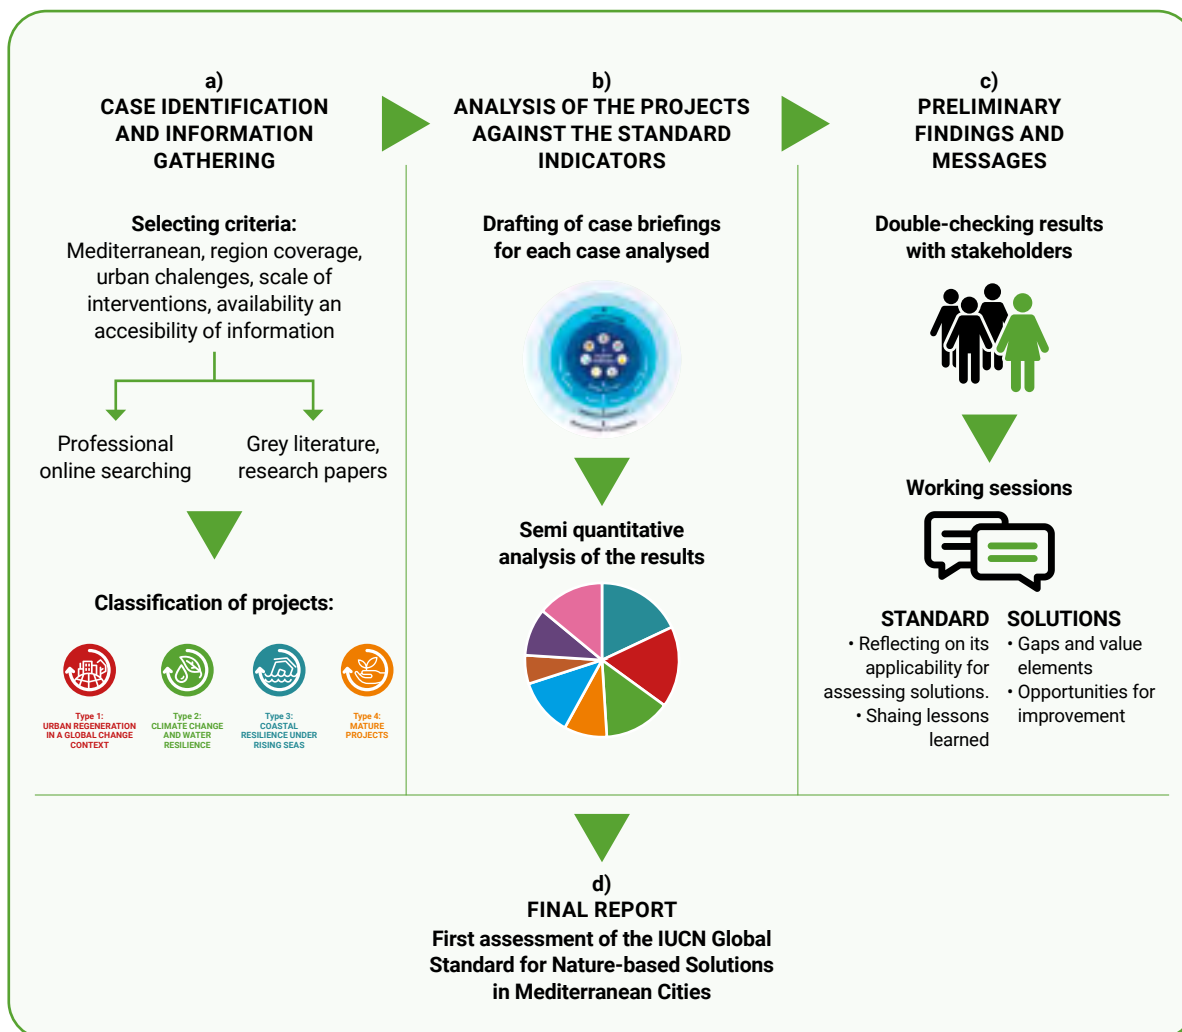 a)
CASE IDENTIFICATION
AND INFORMATION
GATHERING
Selecting criteria:
Mediterranean, region coverage,
urban chalenges, scale of
interventions, availability an
accesibility of information
Professional
online searching
Grey literature,
research papers
Classification of projects:
Type 1:
URBAN REGENERATION
IN A GLOBAL CHANGE
CONTEXT
Type 2:
CLIMATE CHANGE
AND WATER
RESILIENCE
Type 3:
COASTAL
RESILIENCE UNDER
RISING SEAS
Type 4:
MATURE
PROJECTS
b)
ANALYSIS OF THE PROJECTS
AGAINST THE STANDARD
INDICATORS
Drafting of case briefings
for each case analysed
Semi quantitative
analysis of the results
c)
PRELIMINARY
FINDINGS AND
MESSAGES
Double-checking results
with stakeholders
Working sessions
STANDARD
• Reflecting on its
applicability for
assessing solutions.
• Shaing lessons
learned
SOLUTIONS
• Gaps and value
elements
• Opportunities for
improvement
d)
FINAL REPORT
First assessment of the IUCN Global
Standard for Nature-based Solutions
in Mediterranean Cities